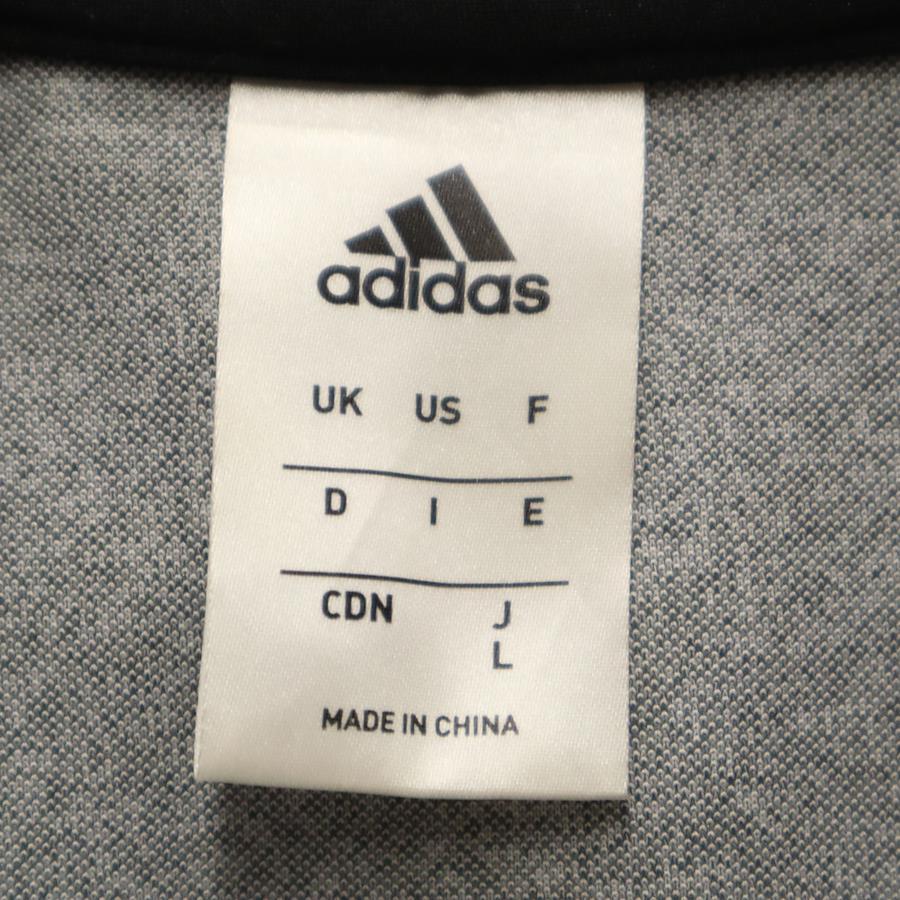 adidas
UK US F
D I E
CDN J
L
MADE IN CHINA